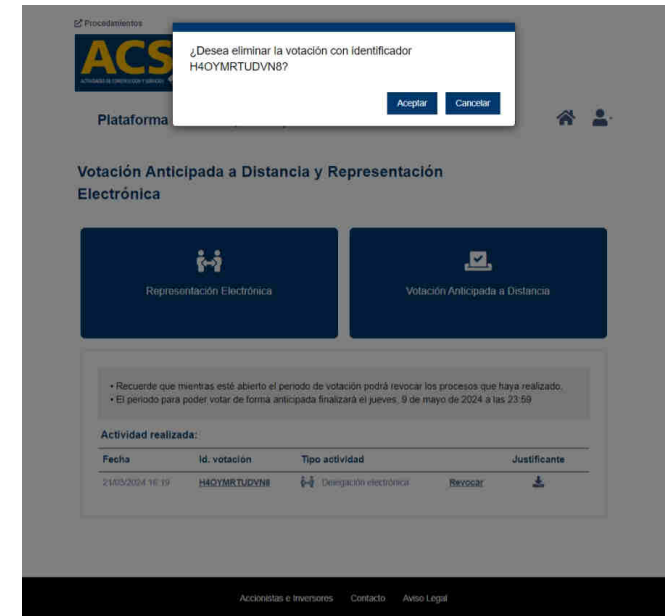 Procedimientos
¿Desea eliminar la votación con identificador
H4OYMRTUDVN8?
Aceptar Cancelar
ACS
Plataforma
Votación Anticipada a Distancia y Representación
Electrónica
Representación Electrónica
Votación Anticipada a Distancia
• Recuerde que mientras esté abierto el periodo de votación podrá revocar los procesos que haya realizado.
• El periodo para poder votar de forma anticipada finalizará el jueves, 9 de mayo de 2024 a las 23:59
Actividad realizada:
Fecha Id. votación Tipo actividad Justificante
16:19 H4OYMRTUDVN8 Delegación electrónica Revocar
Accionistas e Inversores Contacto Aviso Legal